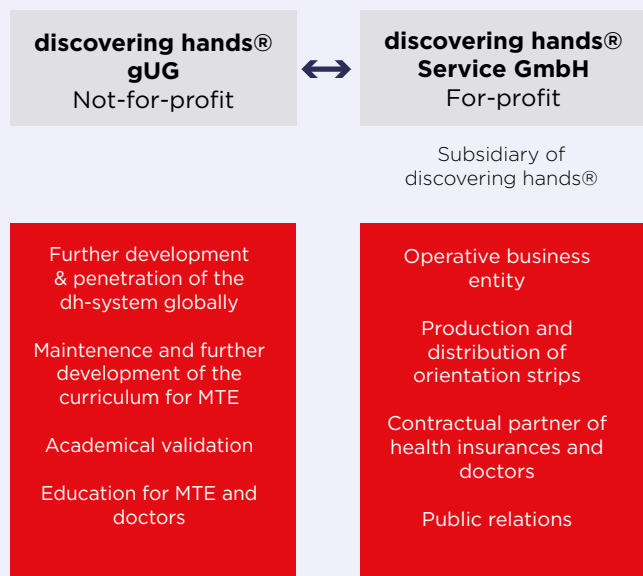 discovering hands®
gUG
Not-for-profit
discovering hands®
Service GmbH
For-profit
Subsidiary of
discovering hands®
Further development
& penetration of the
dh-system globally
Maintenence and further
development of the
curriculum for MTE
Academical validation
Education for MTE and
doctors
Operative business
entity
Production and
distribution of
orientation strips
Contractual partner of
health insurances and
doctors
Public relations